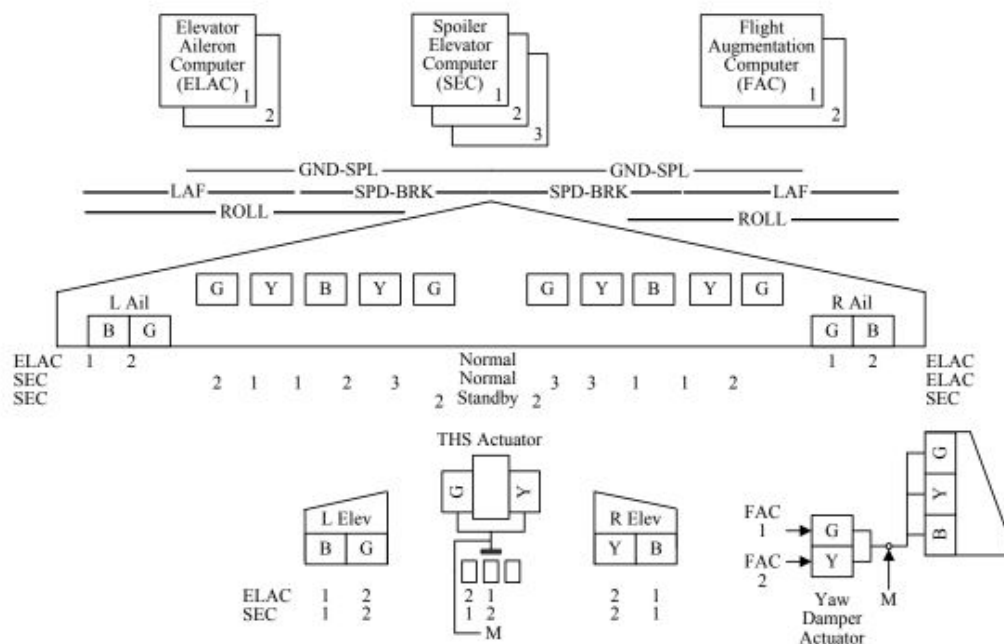 Elevator
Aileron
Computer
(ELAC)
1
2
Spoiler
Elevator
Computer
(SEC)
1
2
3
Flight
Augmentation
Computer
(FAC)
1
2
GND-SPL GND-SPL
LAF SPD-BRK SPD-BRK LAF
ROLL ROLL
G Y B Y G G Y B Y G
L Ail R Ail
B G G B
ELAC 1 2 Normal 1 2 ELAC
SEC 2 1 1 2 3 Normal 3 3 1 1 2 ELAC
SEC 2 Standby 2 SEC
THS Actuator
G Y
L Elev
B G
R Elev
Y B
ELAC 1 2 2 1 2 1
SEC 1 2 1 2 2 1
M
G
Y
B
FAC
1
G
FAC
2
Y
M
Yaw
Damper
Actuator